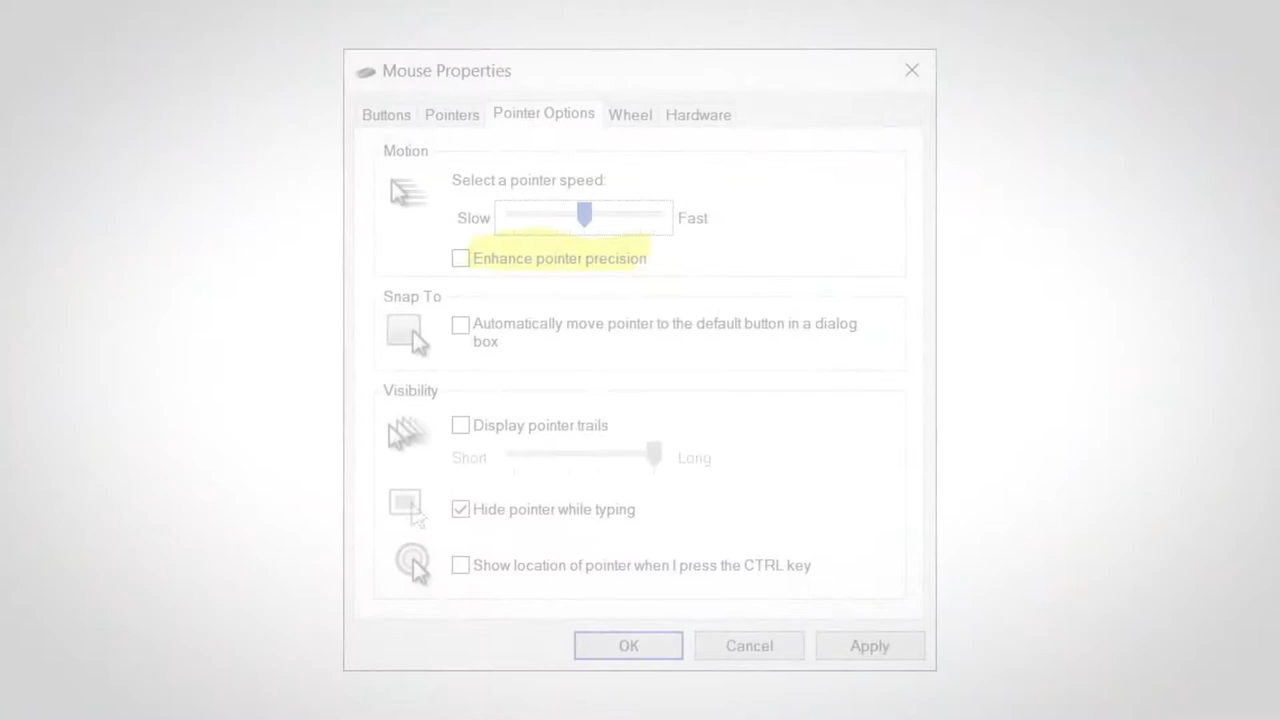 Mouse Properties
Buttons Pointers Pointer Options Wheel Hardware
Motion
Select a pointer speed:
Slow Fast
Enhance pointer precision
Snap To
Automatically move pointer to the default button in a dialog
box
Visibility
Display pointer trails
Short Long
Hide pointer while typing
Show location of pointer when I press the CTRL key
OK Cancel Apply